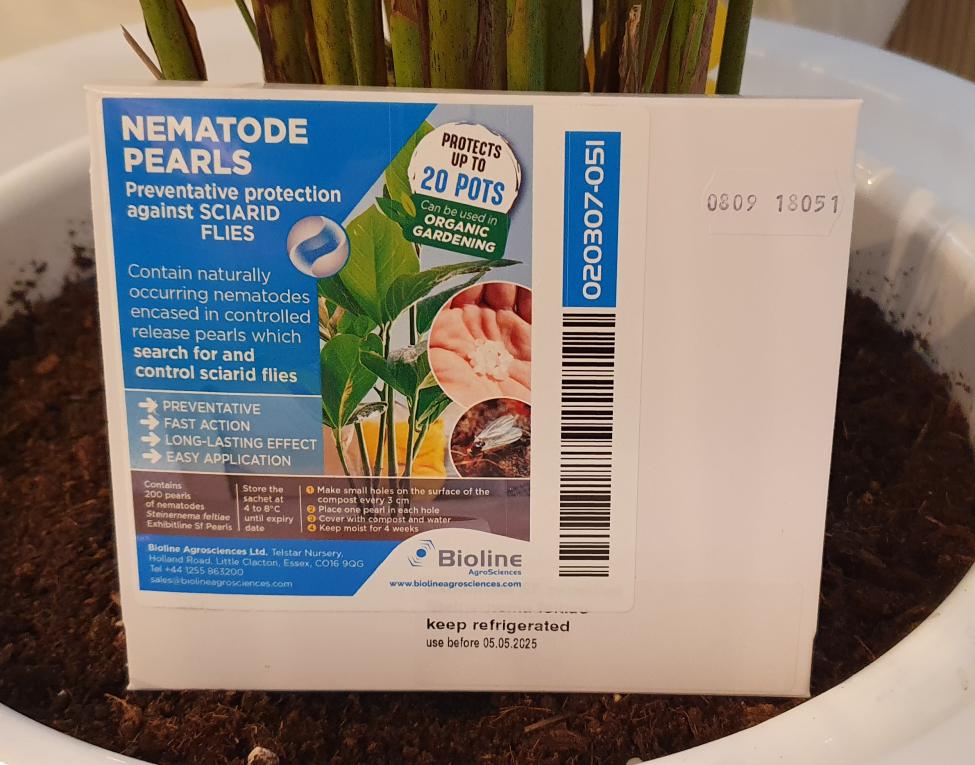 NEMATODE
PEARLS
Preventative protection
against SCIARID
FLIES
Contain naturally
occurring nematodes
encased in controlled
release pearls which
search for and
control sciarid flies
PREVENTATIVE
FAST ACTION
LONG-LASTING EFFECT
EASY APPLICATION
PROTECTS
UP TO
20 POTS
Can be used in
ORGANIC
GARDENING
Contains
200 pearls
of nematodes
Steinernema feltiae
Exhibitline Sf Pearls
Store the
sachet at
4 to 8°C
until expiry
date
1 Make small holes on the surface of the
compost every 3 cm
2 Place one pearl in each hole
3 Cover with compost and water
4 Keep moist for 4 weeks
Bioline Agrosciences Ltd. Telstar Nursery,
Holland Road, Little Clacton, Essex, CO16 9QG
Tel +44 1255 863200
sales@biolineagrosciences.com
Bioline
AgroSciences
www.biolineagrosciences.com
020307-051
0809 18051
keep refrigerated
use before 05.05.2025